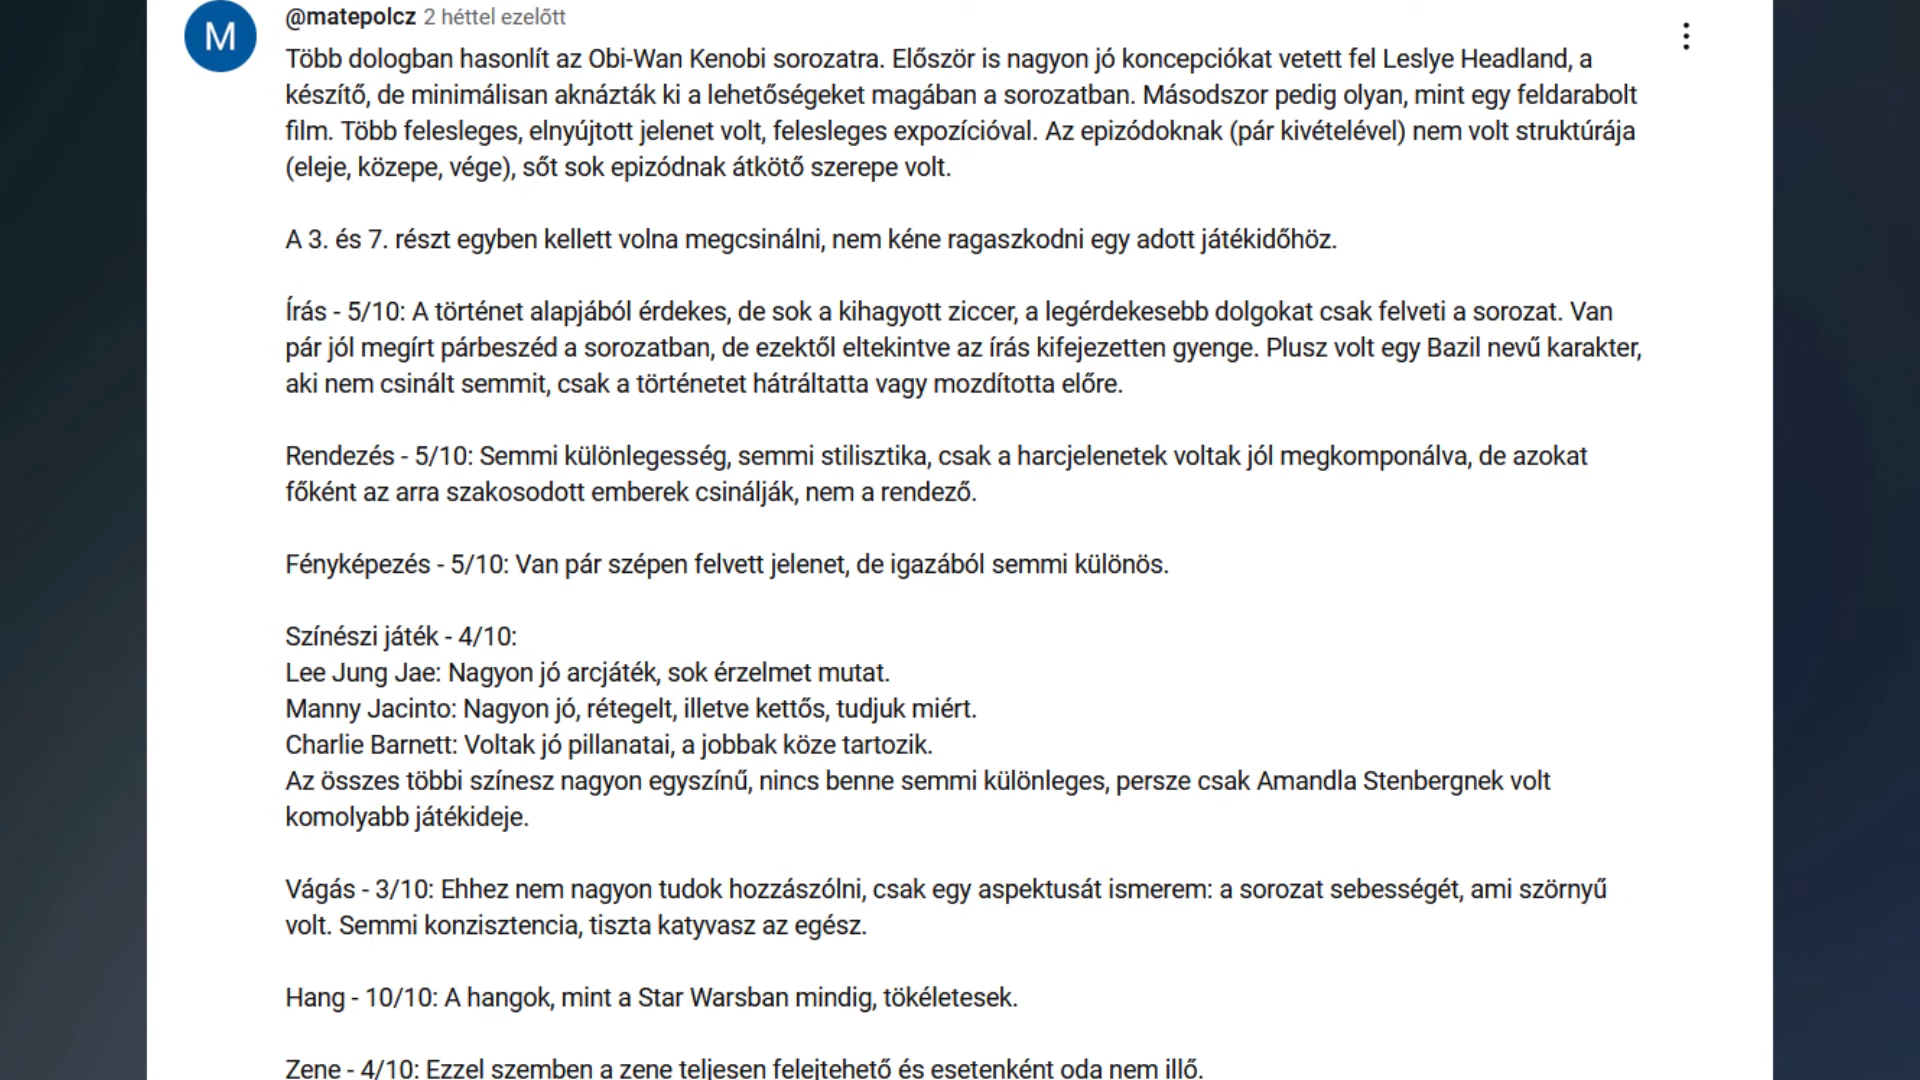 M
@matepolcz 2 héttel ezelőtt
Több dologban hasonlít az Obi-Wan Kenobi sorozatra. Először is nagyon jó koncepciókat vetett fel Leslye Headland, a
készítő, de minimálisan aknázták ki a lehetőségeket magában a sorozatban. Másodszor pedig olyan, mint egy feldarabolt
film. Több felesleges, elnyújtott jelenet volt, felesleges expozícióval. Az epizódoknak (pár kivételével) nem volt struktúrája
(eleje, közepe, vége), sőt sok epizódnak átkötő szerepe volt.
A 3. és 7. részt egyben kellett volna megcsinálni, nem kéne ragaszkodni egy adott játékidőhöz.
Írás - 5/10: A történet alapjából érdekes, de sok a kihagyott ziccer, a legérdekesebb dolgokat csak felveti a sorozat. Van
pár jól megírt párbeszéd a sorozatban, de ezektől eltekintve az írás kifejezetten gyenge. Plusz volt egy Bazil nevű karakter,
aki nem csinált semmit, csak a történetet hátráltatta vagy mozdította előre.
Rendezés - 5/10: Semmi különlegesség, semmi stilisztika, csak a harcjelenetek voltak jól megkomponálva, de azokat
főként az arra szakosodott emberek csinálják, nem a rendező.
Fényképezés - 5/10: Van pár szépen felvett jelenet, de igazából semmi különös.
Színészi játék - 4/10:
Lee Jung Jae: Nagyon jó arcjáték, sok érzelmet mutat.
Manny Jacinto: Nagyon jó, rétegelt, illetve kettős, tudjuk miért.
Charlie Barnett: Voltak jó pillanatai, a jobbak köze tartozik.
Az összes többi színesz nagyon egyszínű, nincs benne semmi különleges, persze csak Amandla Stenbergnek volt
komolyabb játékideje.
Vágás - 3/10: Ehhez nem nagyon tudok hozzászólni, csak egy aspektusát ismerem: a sorozat sebességét, ami szörnyű
volt. Semmi konzisztencia, tiszta katyvasz az egész.
Hang - 10/10: A hangok, mint a Star Warsban mindig, tökéletesek.
Zene - 4/10: Ezzel szemben a zene teljesen felejtehető és esetenként oda nem illő.